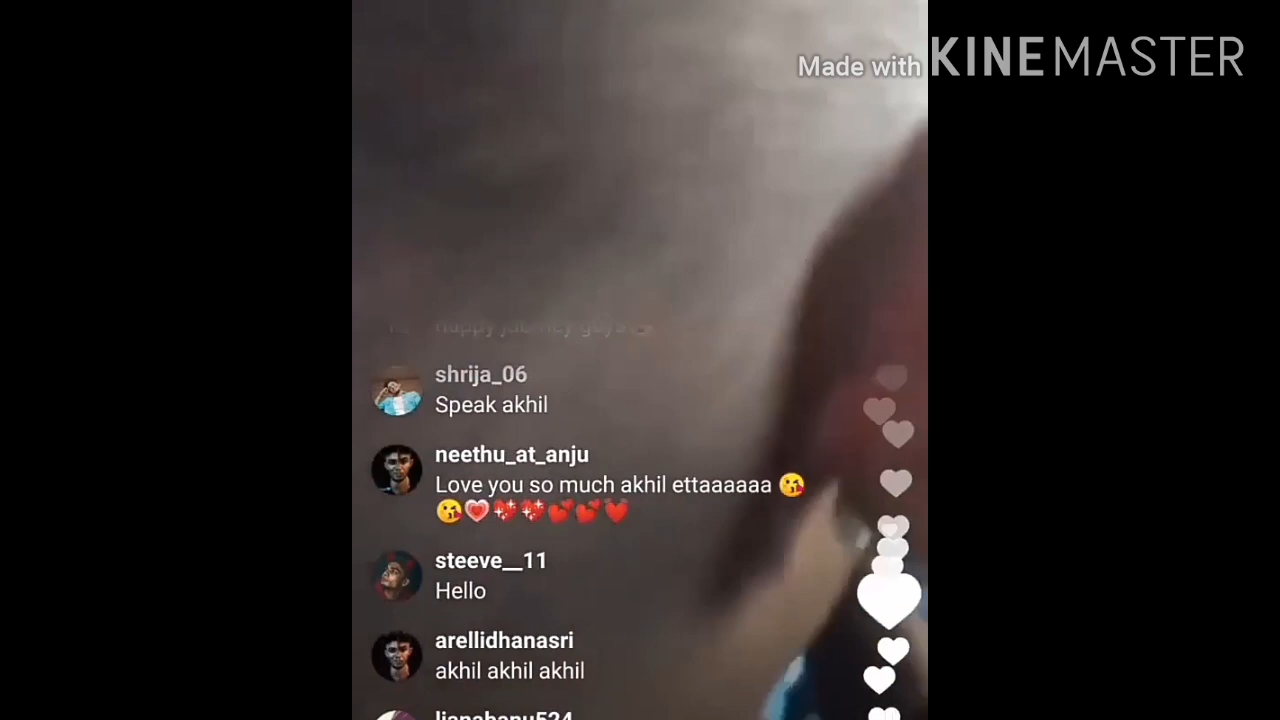 Made with KINEMASTER
shrija_06
Speak akhil
neethu_at_anju
Love you so much akhil ettaaaaaa 😘
😘💗💖💖💕💕❤️
steeve__11
Hello
arellidhanasri
akhil akhil akhil